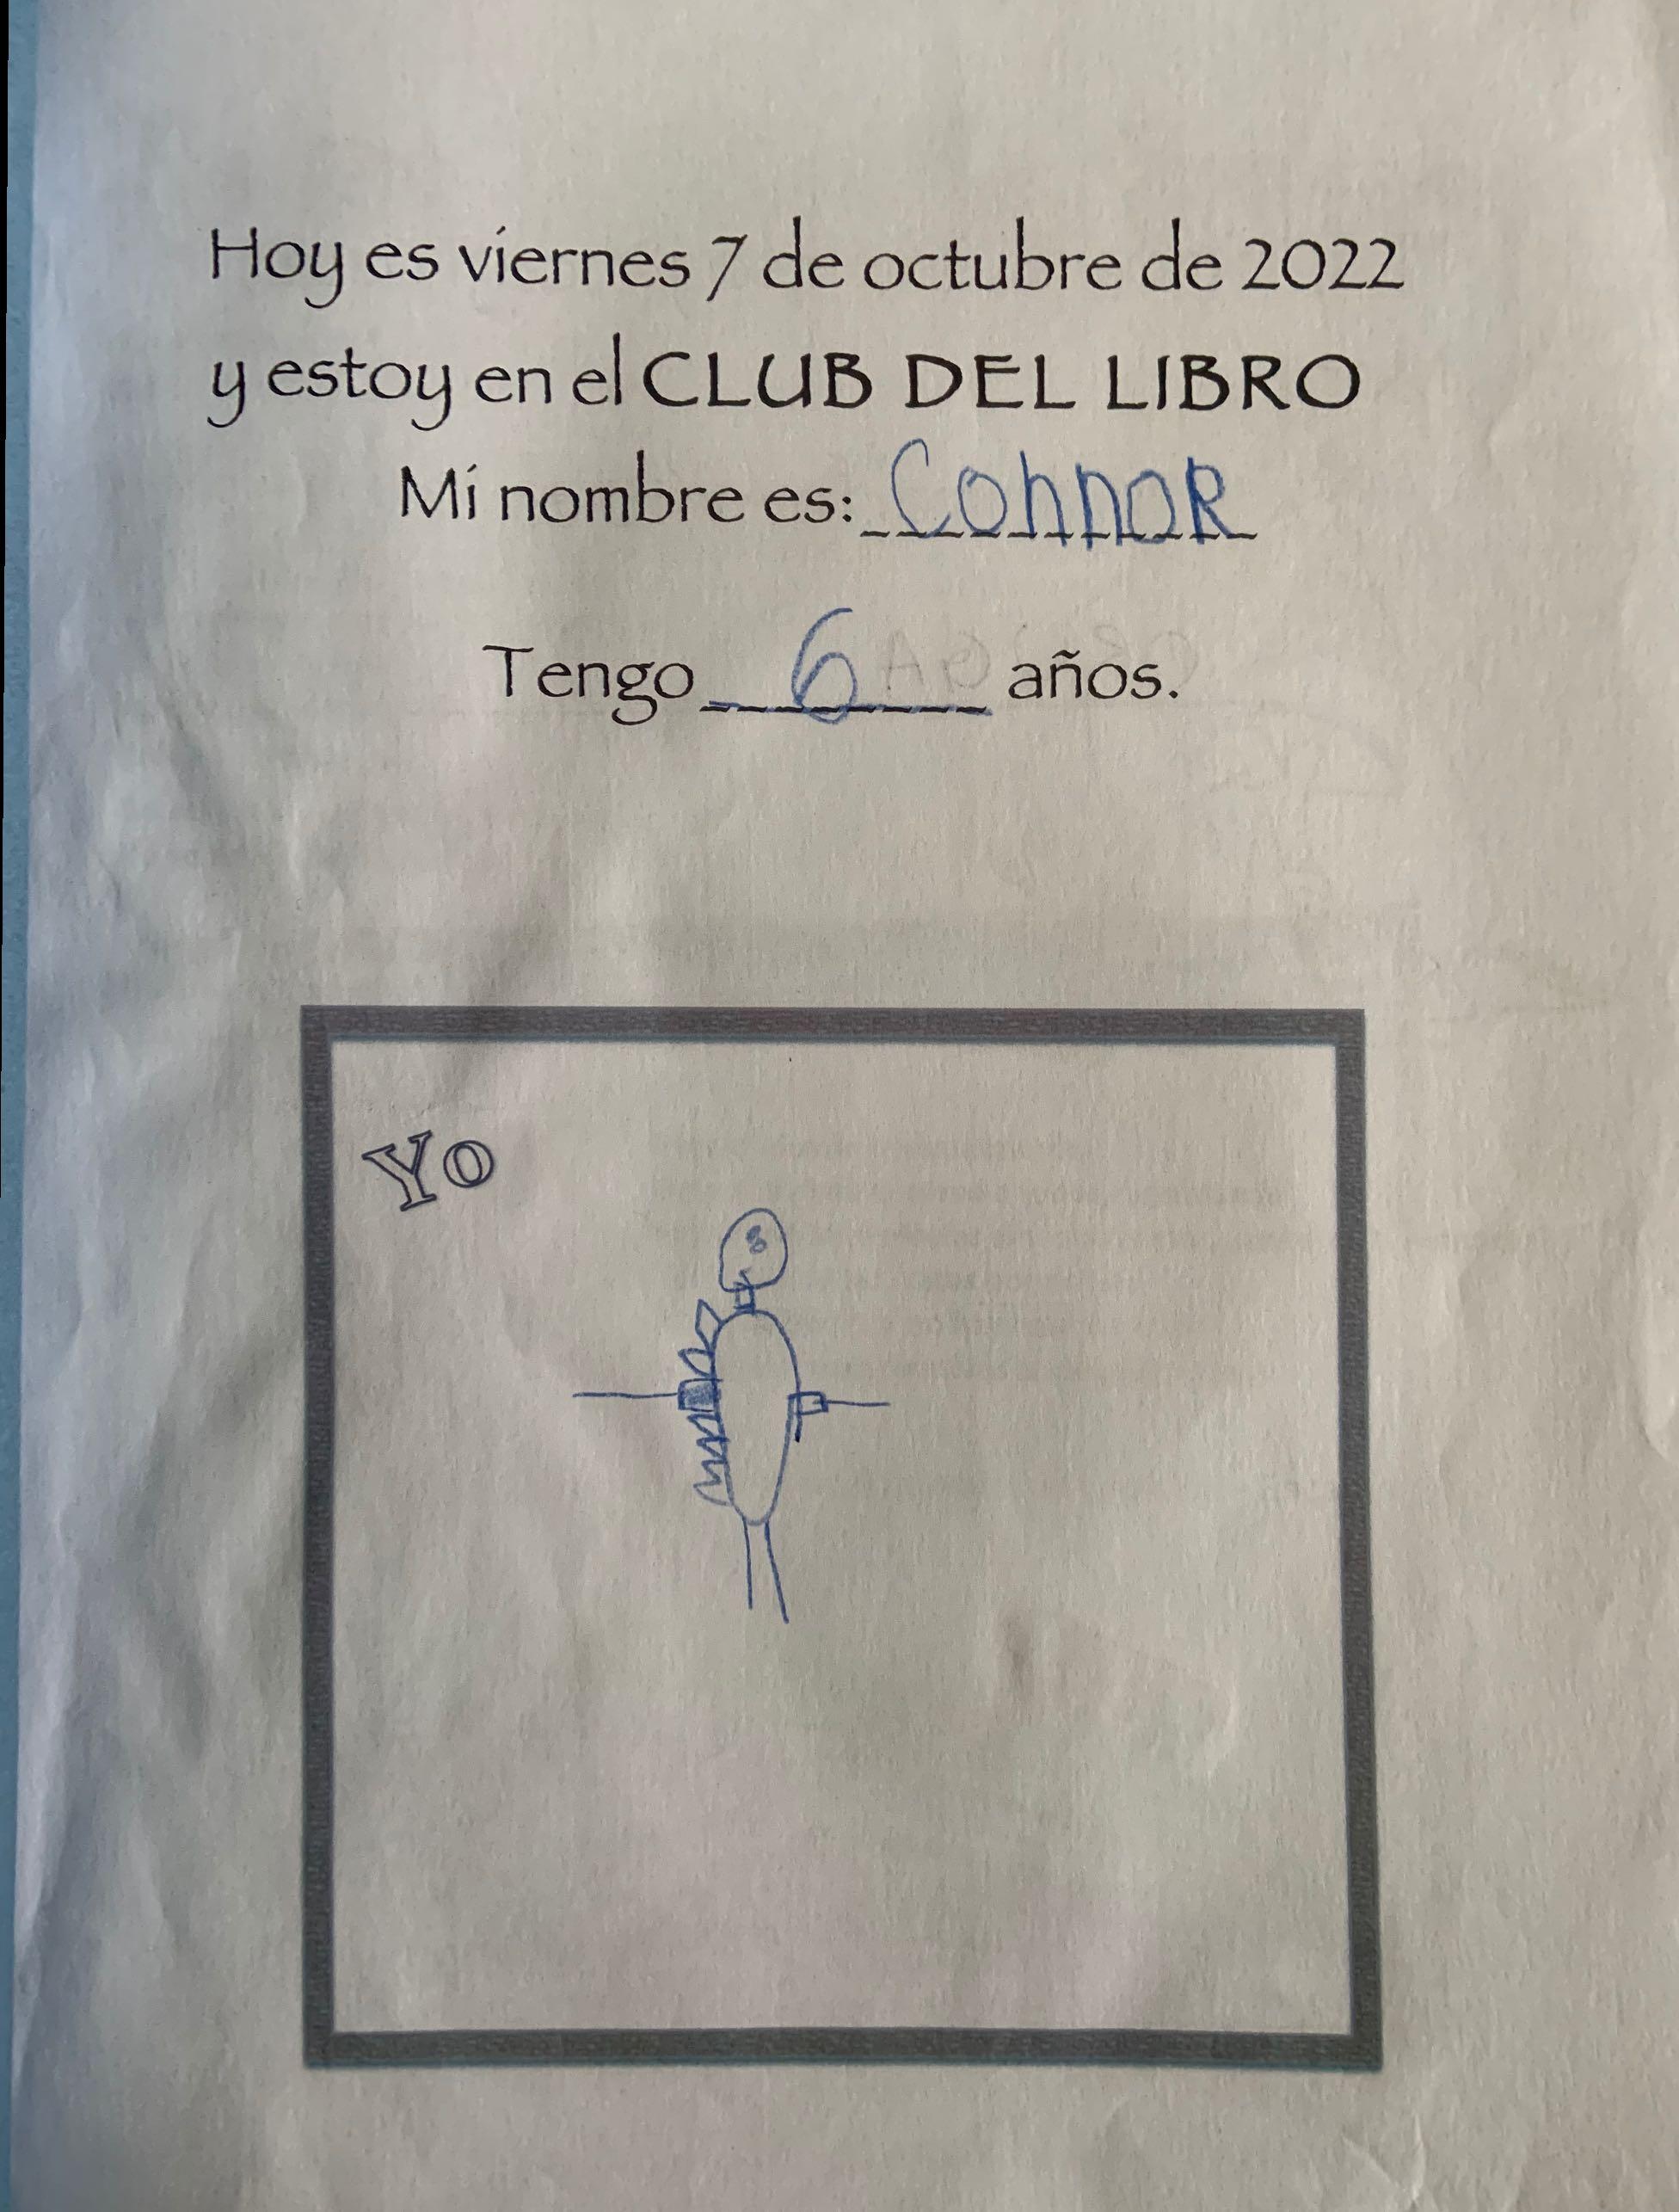 Hoy es viernes 7 de octubre de 2022
y estoy en el CLUB DEL LIBRO
Mi nombre es: ConnoR
Tengo 6 años.
Yo